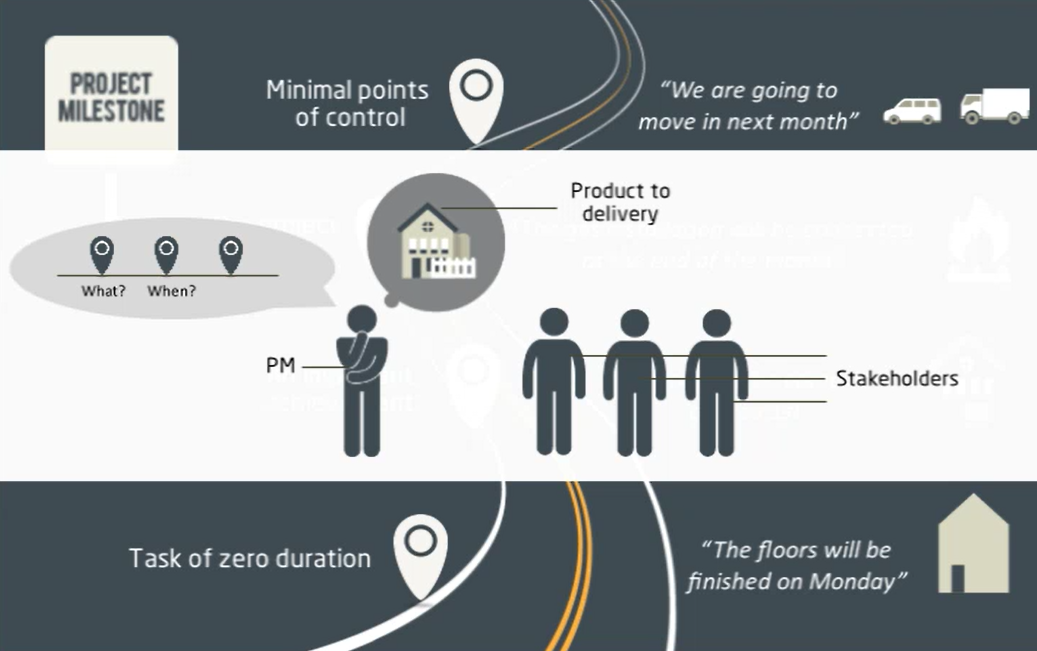 PROJECT
MILESTONE
Minimal points
of control
“We are going to
move in next month”
Product to
delivery
What?
When?
PM
Stakeholders
Task of zero duration
“The floors will be
finished on Monday”